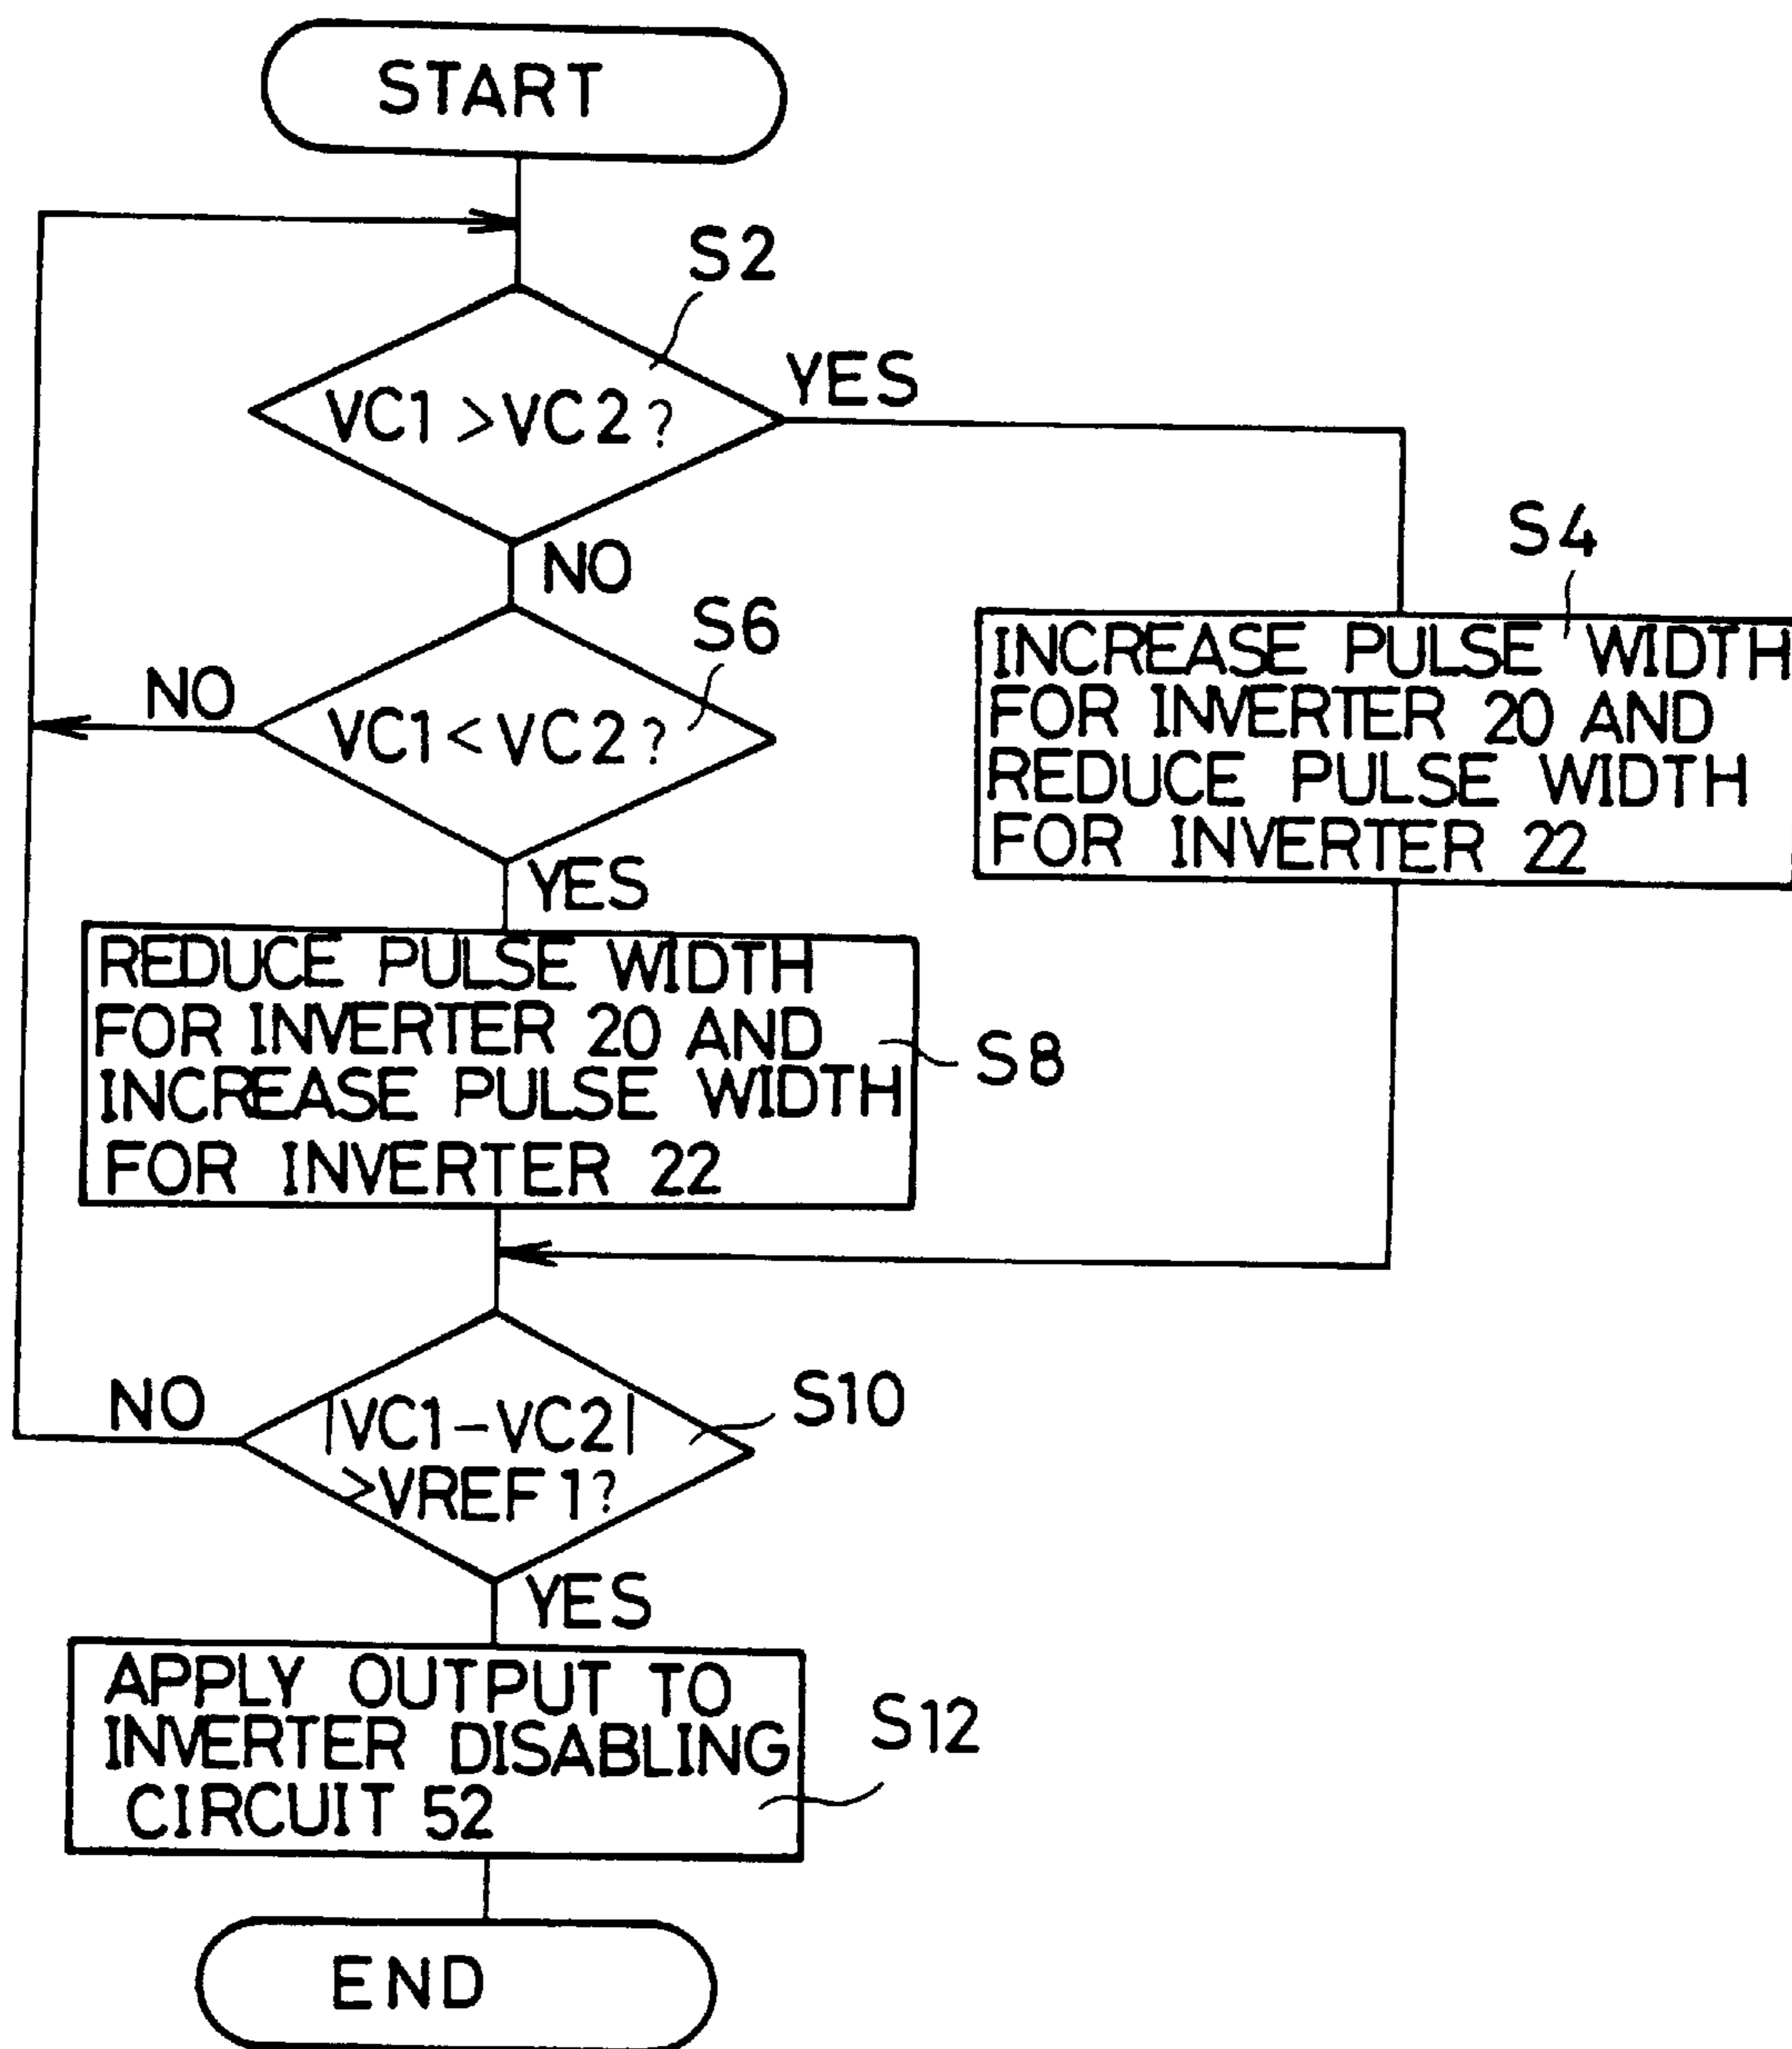 START
S2
VC1 > VC2 ?
YES
NO
S4
INCREASE PULSE WIDTH
FOR INVERTER 20 AND
REDUCE PULSE WIDTH
FOR INVERTER 22
S6
NO
VC1 < VC2 ?
YES
REDUCE PULSE WIDTH
FOR INVERTER 20 AND
INCREASE PULSE WIDTH
FOR INVERTER 22
S8
NO
|VC1-VC2|
>VREF1?
S10
YES
APPLY OUTPUT TO
INVERTER DISABLING
CIRCUIT 52
S12
END